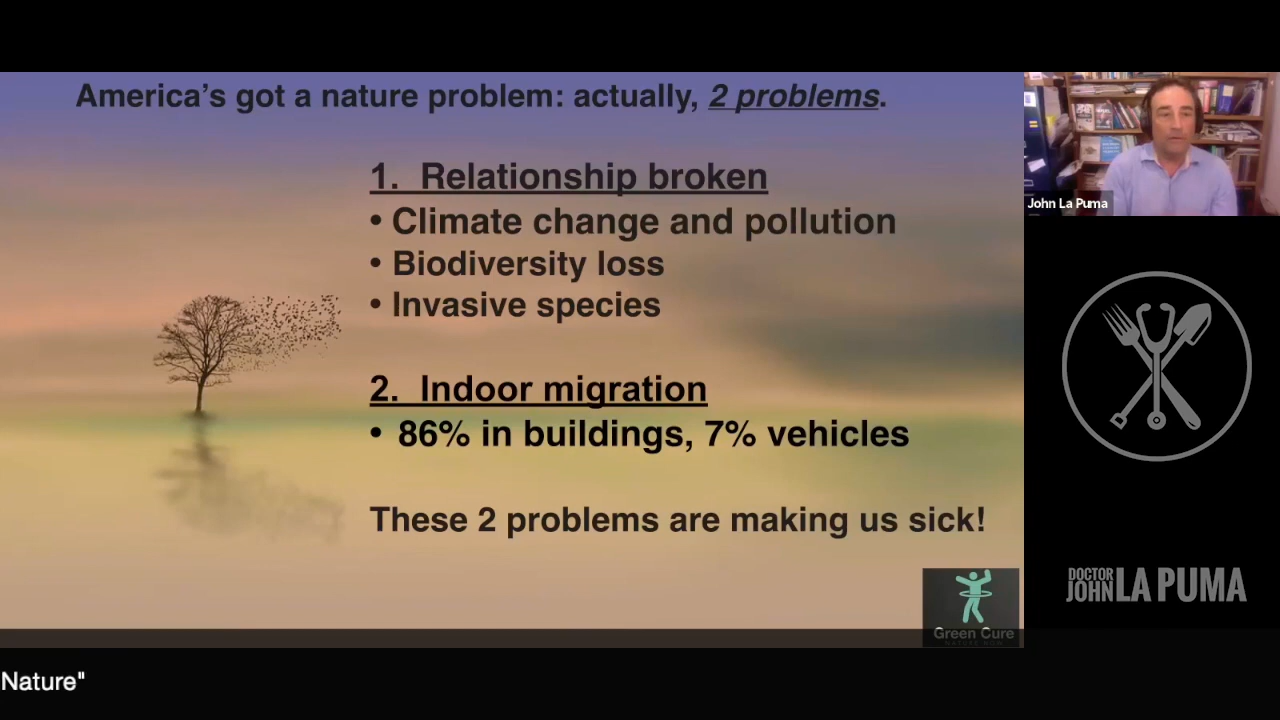 America’s got a nature problem: actually, 2 problems.
1. Relationship broken
• Climate change and pollution
• Biodiversity loss
• Invasive species
2. Indoor migration
• 86% in buildings, 7% vehicles
These 2 problems are making us sick!
Green Cure
John La Puma
DOCTOR
JOHN LA PUMA
Nature"